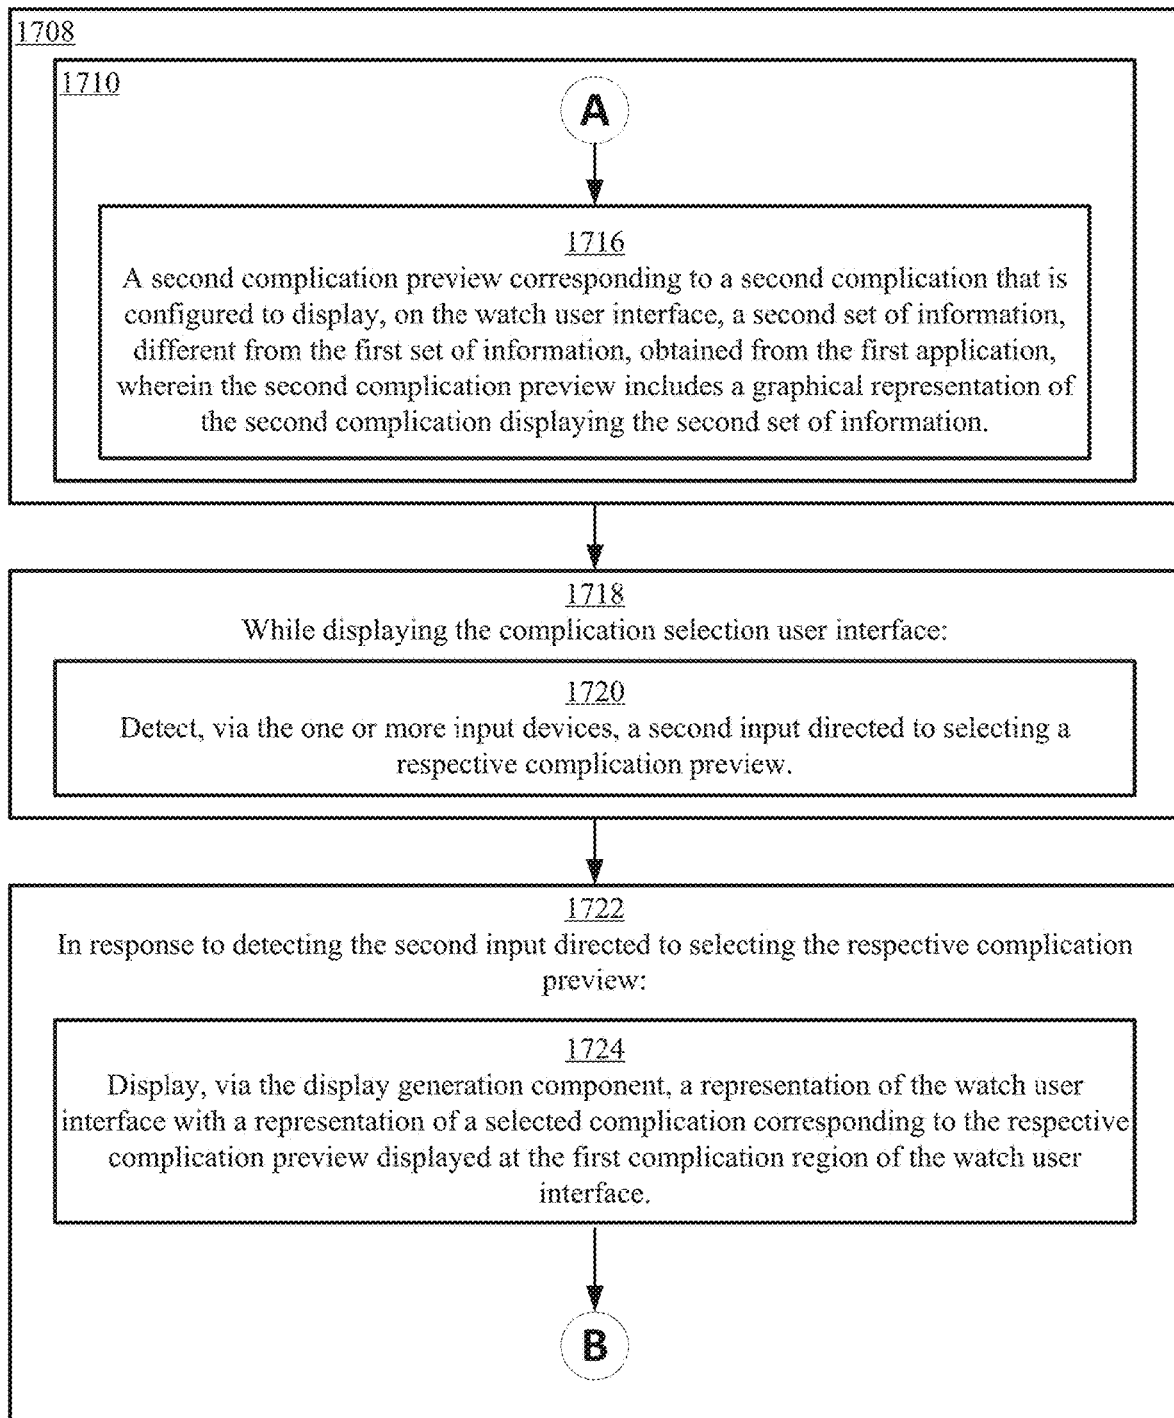 1708
1710
A
1716
A second complication preview corresponding to a second complication that is
configured to display, on the watch user interface, a second set of information,
different from the first set of information, obtained from the first application,
wherein the second complication preview includes a graphical representation of
the second complication displaying the second set of information.
1718
While displaying the complication selection user interface:
1720
Detect, via the one or more input devices, a second input directed to selecting a
respective complication preview.
1722
In response to detecting the second input directed to selecting the respective complication
preview:
1724
Display, via the display generation component, a representation of the watch user
interface with a representation of a selected complication corresponding to the respective
complication preview displayed at the first complication region of the watch user
interface.
B